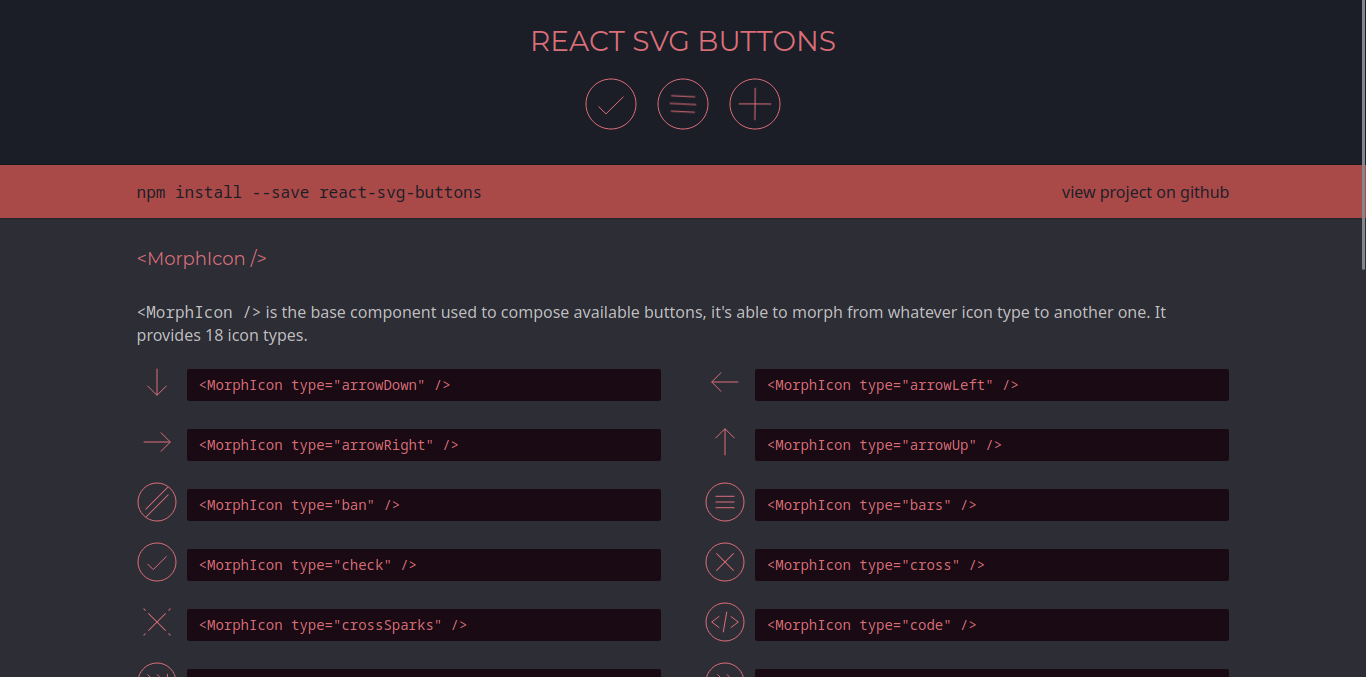 REACT SVG BUTTONS
npm install --save react-svg-buttons
view project on github
<MorphIcon />
<MorphIcon /> is the base component used to compose available buttons, it's able to morph from whatever icon type to another one. It
provides 18 icon types.
<MorphIcon type="arrowDown" />
<MorphIcon type="arrowLeft" />
<MorphIcon type="arrowRight" />
<MorphIcon type="arrowUp" />
<MorphIcon type="ban" />
<MorphIcon type="bars" />
<MorphIcon type="check" />
<MorphIcon type="cross" />
<MorphIcon type="crossSparks" />
<MorphIcon type="code" />